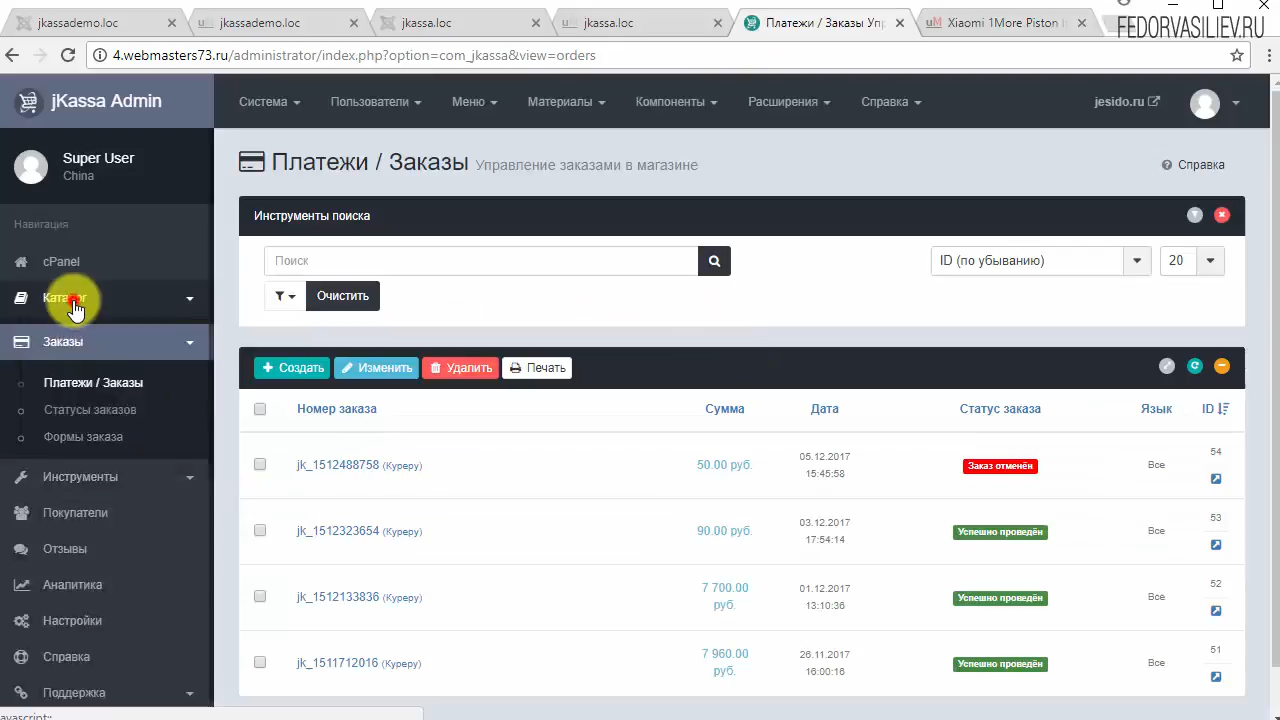 jkassademo.loc
jkassademo.loc
jkassa.loc
jkassa.loc
Платежи / Заказы Упр
Xiaomi 1More Piston h
FEDORVASILIEV.RU
4.webmasters73.ru/administrator/index.php?option=com_jkassa&view=orders
jKassa Admin
Система
Пользователи
Меню
Материалы
Компоненты
Расширения
Справка
jesido.ru
Super User
China
Навигация
cPanel
Каталог
Заказы
Платежи / Заказы
Статусы заказов
Формы заказа
Инструменты
Покупатели
Отзывы
Аналитика
Настройки
Справка
Поддержка
avascript:;
Платежи / Заказы Управление заказами в магазине
Справка
Инструменты поиска
Поиск
ID (по убыванию)
20
Очистить
Создать
Изменить
Удалить
Печать
Номер заказа
Сумма
Дата
Статус заказа
Язык
ID
jk_1512488758 (Курьеру)
50.00 руб.
05.12.2017
15:45:58
Заказ отменён
Все
54
jk_1512323654 (Курьеру)
90.00 руб.
03.12.2017
17:54:14
Успешно проведён
Все
53
jk_1512133836 (Курьеру)
7 700.00
руб.
01.12.2017
13:10:36
Успешно проведён
Все
52
jk_1511712016 (Курьеру)
7 960.00
руб.
26.11.2017
16:00:16
Успешно проведён
Все
51